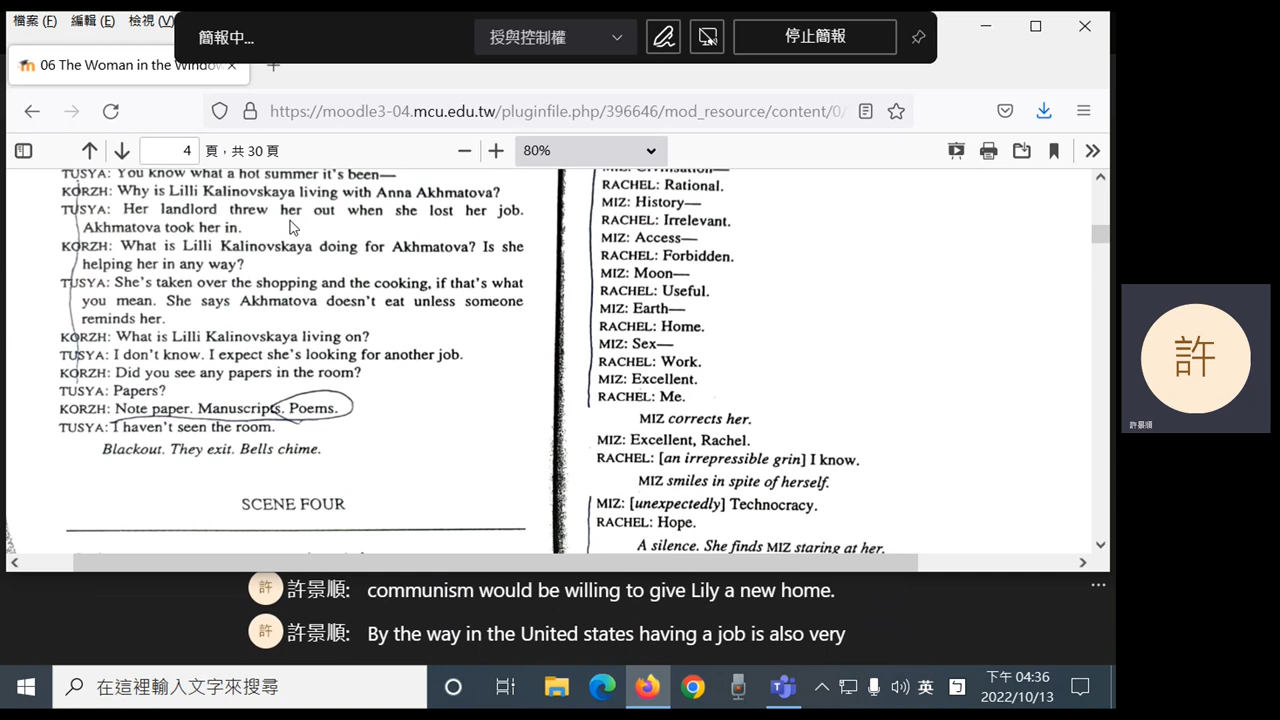 檔案 (F) 編輯 (E) 檢視 (V)
簡報中...
授與控制權
停止簡報
06 The Woman in the Window
https://moodle3-04.mcu.edu.tw/pluginfile.php/396646/mod_resource/content/0/
4 頁，共 30 頁
80%
TUSYA: You know what a hot summer it's been—
KORZH: Why is Lilli Kalinovskaya living with Anna Akhmatova?
TUSYA: Her landlord threw her out when she lost her job.
Akhmatova took her in.
KORZH: What is Lilli Kalinovskaya doing for Akhmatova? Is she
helping her in any way?
TUSYA: She's taken over the shopping and the cooking, if that's what
you mean. She says Akhmatova doesn't eat unless someone
reminds her.
KORZH: What is Lilli Kalinovskaya living on?
TUSYA: I don't know. I expect she's looking for another job.
KORZH: Did you see any papers in the room?
TUSYA: Papers?
KORZH: Note paper. Manuscripts. Poems.
TUSYA: I haven't seen the room.
Blackout. They exit. Bells chime.
SCENE FOUR
MIZ: Civilisation—
RACHEL: Rational.
MIZ: History—
RACHEL: Irrelevant.
MIZ: Access—
RACHEL: Forbidden.
MIZ: Moon—
RACHEL: Useful.
MIZ: Earth—
RACHEL: Home.
MIZ: Sex—
RACHEL: Work.
MIZ: Excellent.
RACHEL: Me.
MIZ corrects her.
MIZ: Excellent, Rachel.
RACHEL: [an irrepressible grin] I know.
MIZ smiles in spite of herself.
MIZ: [unexpectedly] Technocracy.
RACHEL: Hope.
A silence. She finds MIZ staring at her.
許
許景順
許 許景順: communism would be willing to give Lily a new home.
許 許景順: By the way in the United states having a job is also very
在這裡輸入文字來搜尋
英
下午 04:36
2022/10/13